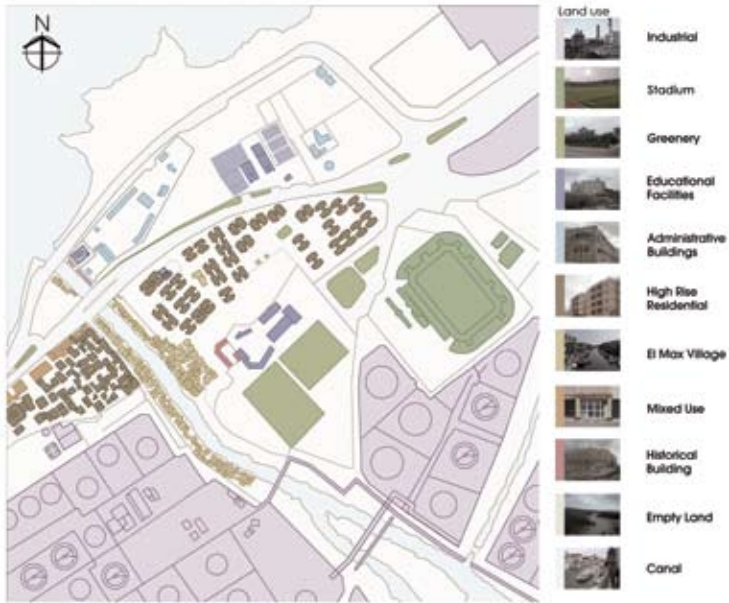 N
Land use
Industrial
Stadium
Greenery
Educational
Facilities
Administrative
Buildings
High Rise
Residential
El Max Village
Mixed Use
Historical
Building
Empty Land
Canal